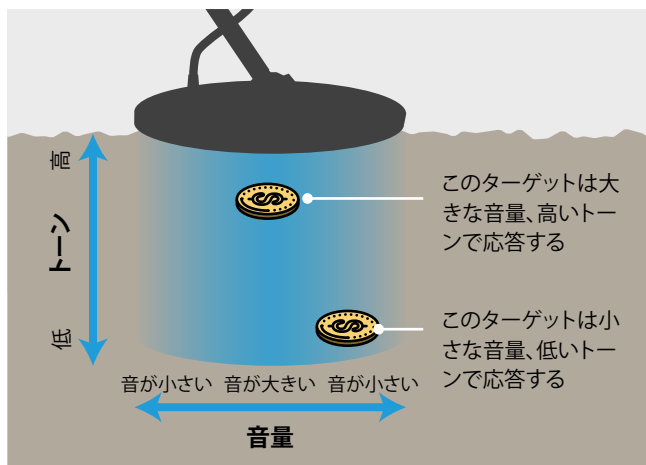 高
トーン
低
このターゲットは大
きな音量、高いトー
ンで応答する
このターゲットは小
さな音量、低いトー
ンで応答する
音が小さい 音が大きい 音が小さい
音量